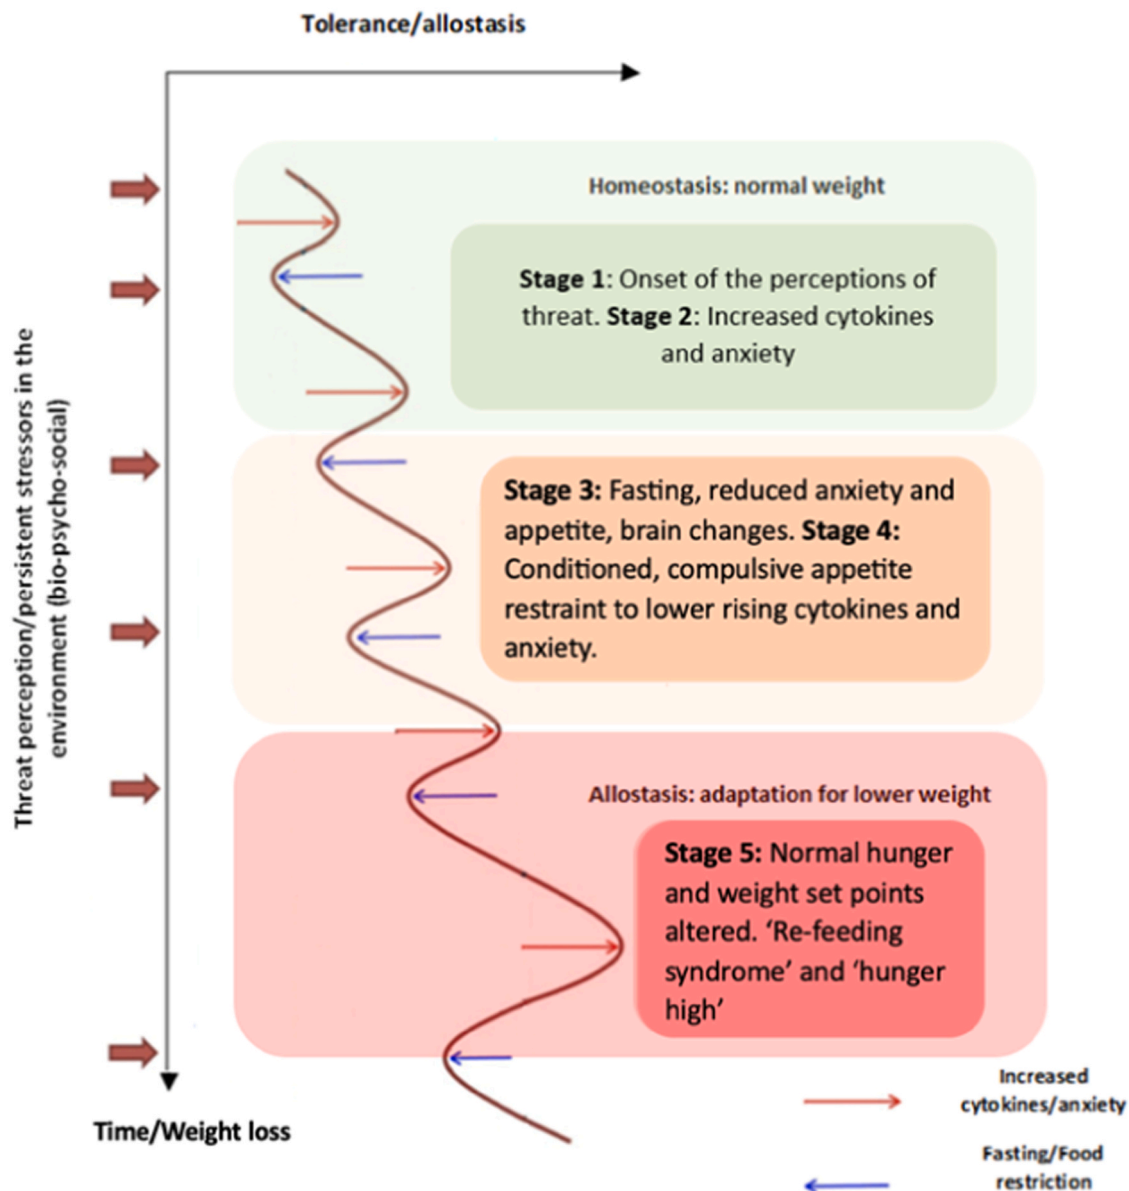 Tolerance/allostasis
Homeostasis: normal weight
Stage 1: Onset of the perceptions of
threat. Stage 2: Increased cytokines
and anxiety
Threat perception/persistent stressors in the
environment (bio-psycho-social)
Stage 3: Fasting, reduced anxiety and
appetite, brain changes. Stage 4:
Conditioned, compulsive appetite
restraint to lower rising cytokines and
anxiety.
Allostasis: adaptation for lower weight
Stage 5: Normal hunger
and weight set points
altered. ‘Re-feeding
syndrome’ and ‘hunger
high’
Time/Weight loss
Increased
cytokines/anxiety
Fasting/Food
restriction